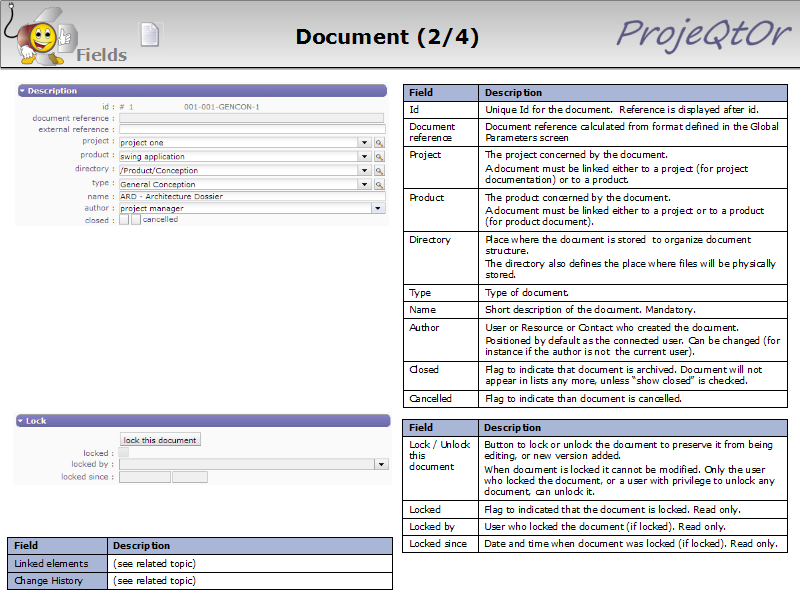 Fields
Document (2/4)
ProjeQtOr
Description
id : # 1 001-001-GENCON-1
document reference :
external reference :
project : project one
product : swing application
directory : /Product/Conception
type : General Conception
name : ARD - Architecture Dossier
author : project manager
closed : cancelled
Field Description
Id Unique Id for the document. Reference is displayed after id.
Document Document reference calculated from format defined in the Global
reference Parameters screen
Project The project concerned by the document.
A document must be linked either to a project (for project
documentation) or to a product.
Product The product concerned by the document.
A document must be linked either to a project or to a product
(for product document).
Directory Place where the document is stored to organize document
structure.
The directory also defines the place where files will be physically
stored.
Type Type of document.
Name Short description of the document. Mandatory.
Author User or Resource or Contact who created the document.
Positioned by default as the connected user. Can be changed (for
instance if the author is not the current user).
Closed Flag to indicate that document is archived. Document will not
appear in lists any more, unless “show closed” is checked.
Cancelled Flag to indicate than document is cancelled.
Lock
lock this document
locked :
locked by :
locked since :
Field Description
Lock / Unlock Button to lock or unlock the document to preserve it from being
this editing, or new version added.
document When document is locked it cannot be modified. Only the user
who locked the document, or a user with privilege to unlock any
document, can unlock it.
Locked Flag to indicated that the document is locked. Read only.
Locked by User who locked the document (if locked). Read only.
Locked since Date and time when document was locked (if locked). Read only.
Field Description
Linked elements (see related topic)
Change History (see related topic)